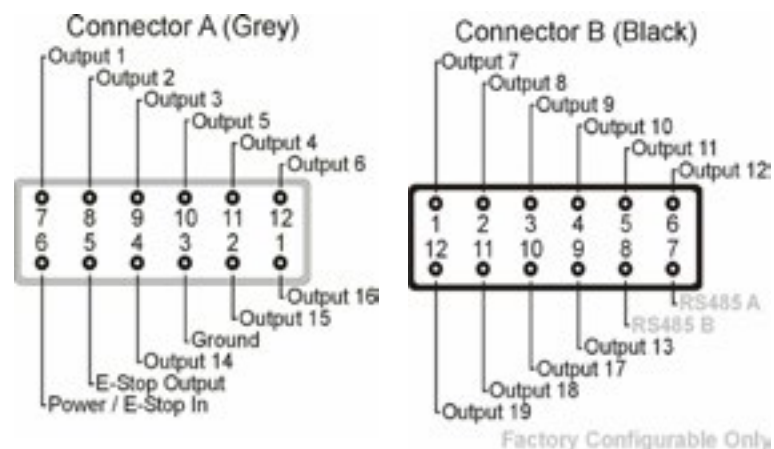 Connector A (Grey)
Output 1
Output 2
Output 3
Output 5
Output 4
Output 6
7 8 9 10 11 12
6 5 4 3 2 1
Output 16
Output 15
Ground
Output 14
E-Stop Output
Power / E-Stop In
Connector B (Black)
Output 7
Output 8
Output 9
Output 10
Output 11
Output 12
1 2 3 4 5 6
12 11 10 9 8 7
RS485 A
RS485 B
Output 13
Output 17
Output 18
Output 19
Factory Configurable Only